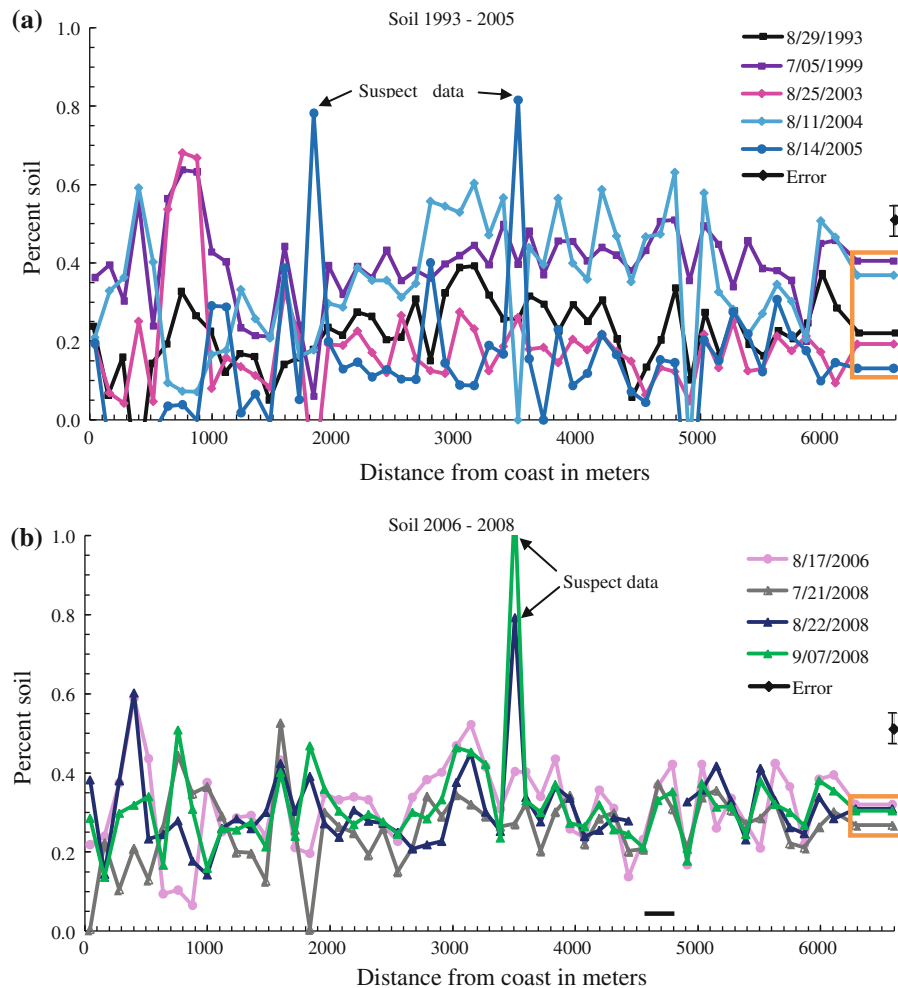 (a)
Soil 1993 - 2005
1.0
0.8
0.6
0.4
0.2
0.0
Percent soil
Suspect data
8/29/1993
7/05/1999
8/25/2003
8/11/2004
8/14/2005
Error
0 1000 2000 3000 4000 5000 6000
Distance from coast in meters
(b)
Soil 2006 - 2008
1.0
0.8
0.6
0.4
0.2
0.0
Percent soil
Suspect data
8/17/2006
7/21/2008
8/22/2008
9/07/2008
Error
0 1000 2000 3000 4000 5000 6000
Distance from coast in meters